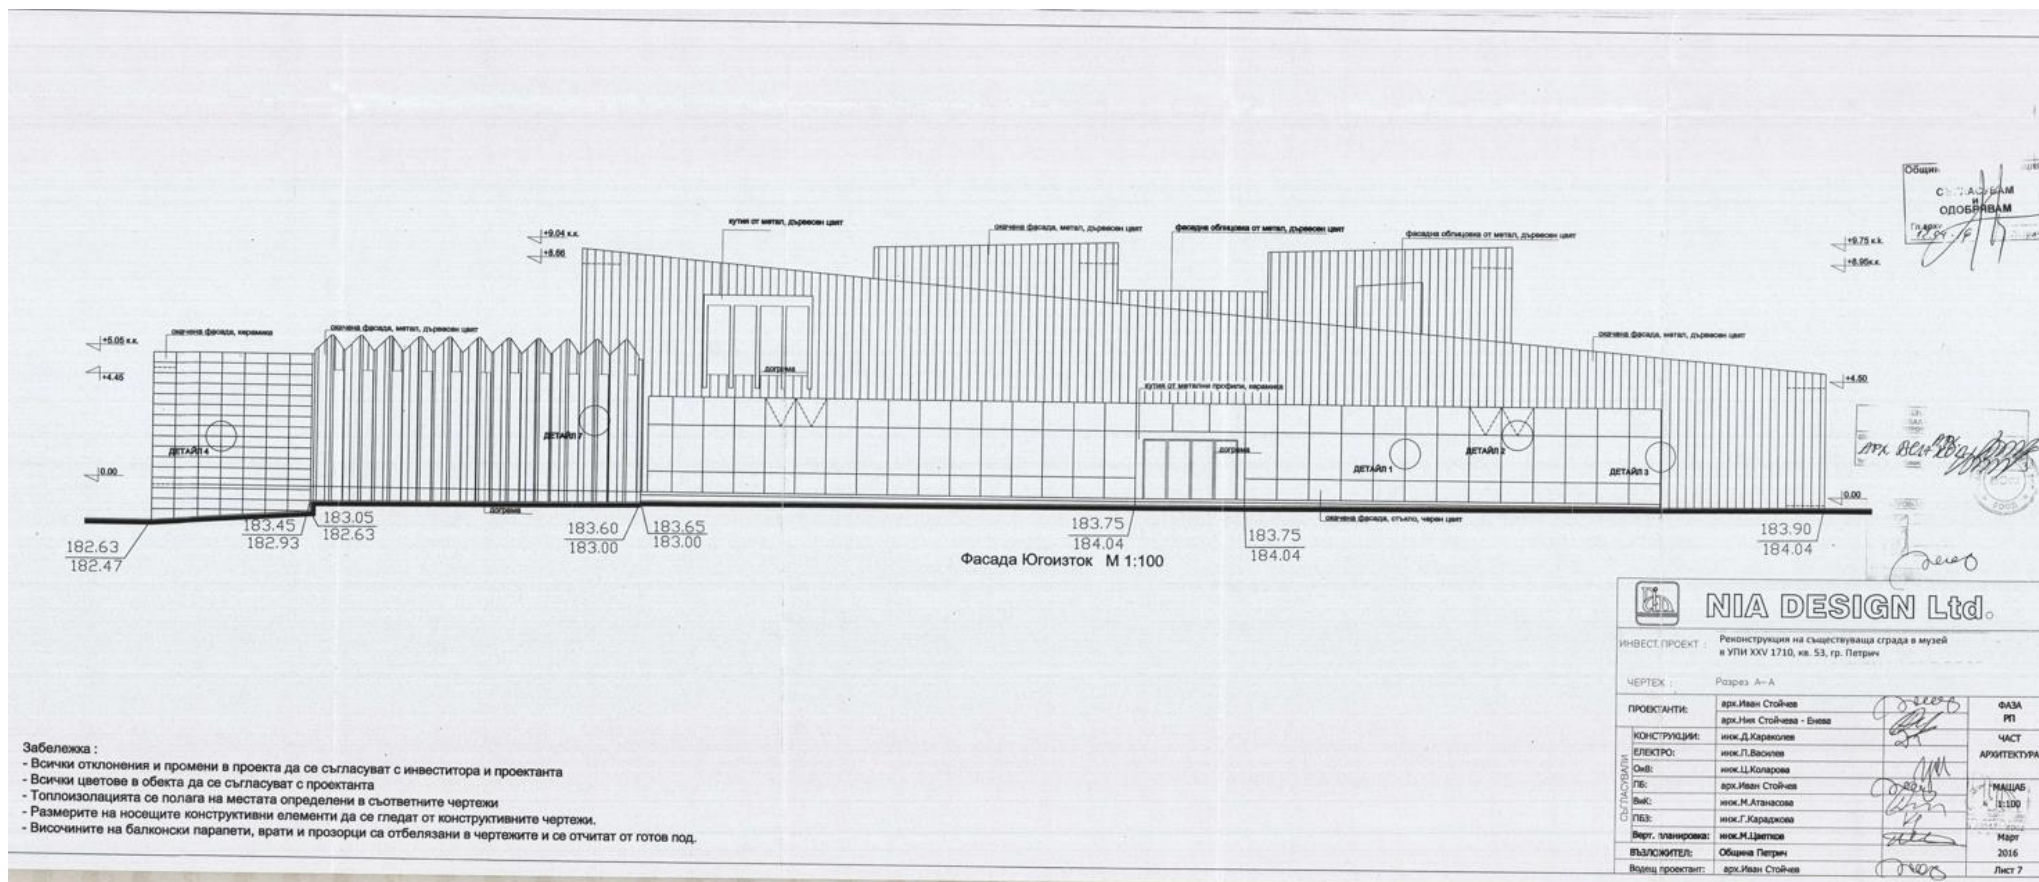 Общин
СЪГЛАСУВАМ
и
ОДОБРЯВАМ
+9.04 к.к.
+8.66
кутия от метал, дървесен цвят
окачена фасада, метал, дървесен цвят
фасадна облицовка от метал, дървесен цвят
фасадна облицовка от метал, дървесен цвят
+9.75 к.к.
+8.95к.к.
окачена фасада, керамика
окачена фасада, метал, дървесен цвят
окачена фасада, метал, дървесен цвят
+5.05 к.к.
+4.45
дограма
кутия от метални профили, керамика
+4.50
ДЕТАЙЛ 4
ДЕТАЙЛ 7
дограма
ДЕТАЙЛ 1
ДЕТАЙЛ 2
ДЕТАЙЛ 3
0.00
0.00
дограма
окачена фасада, стъкло, черен цвят
182.63
182.47
183.45
182.93
183.05
182.63
183.60
183.00
183.65
183.00
183.75
184.04
183.75
184.04
183.90
184.04
Фасада Югоизток М 1:100
NIA DESIGN Ltd.
ИНВЕСТ.ПРОЕКТ : Реконструкция на съществуваща сграда в музей
в УПИ XXV 1710, кв. 53, гр. Петрич
ЧЕРТЕЖ : Разрез А-А
ПРОЕКТАНТИ: арх.Иван Стойчев
арх.Ния Стойчева - Енева
ФАЗА
РП
СЪГЛАСУВАЛИ
КОНСТРУКЦИИ: инж.Д.Караколев
ЧАСТ
ЕЛЕКТРО: инж.П.Василев
АРХИТЕКТУРА
ОиВ: инж.Ц.Коларова
ПБ: арх.Иван Стойчев
МАЩАБ
ВиК: инж.М.Атанасова
1:100
ПБЗ: инж.Г.Караджова
Верт. планировка: инж.М.Цветков
Март
ВЪЗЛОЖИТЕЛ: Община Петрич
2016
Водещ проектант: арх.Иван Стойчев
Лист 7
Забележка :
- Всички отклонения и промени в проекта да се съгласуват с инвеститора и проектанта
- Всички цветове в обекта да се съгласуват с проектанта
- Топлоизолацията се полага на местата определени в съответните чертежи
- Размерите на носещите конструктивни елементи да се гледат от конструктивните чертежи.
- Височините на балконски парапети, врати и прозорци са отбелязани в чертежите и се отчитат от готов под.